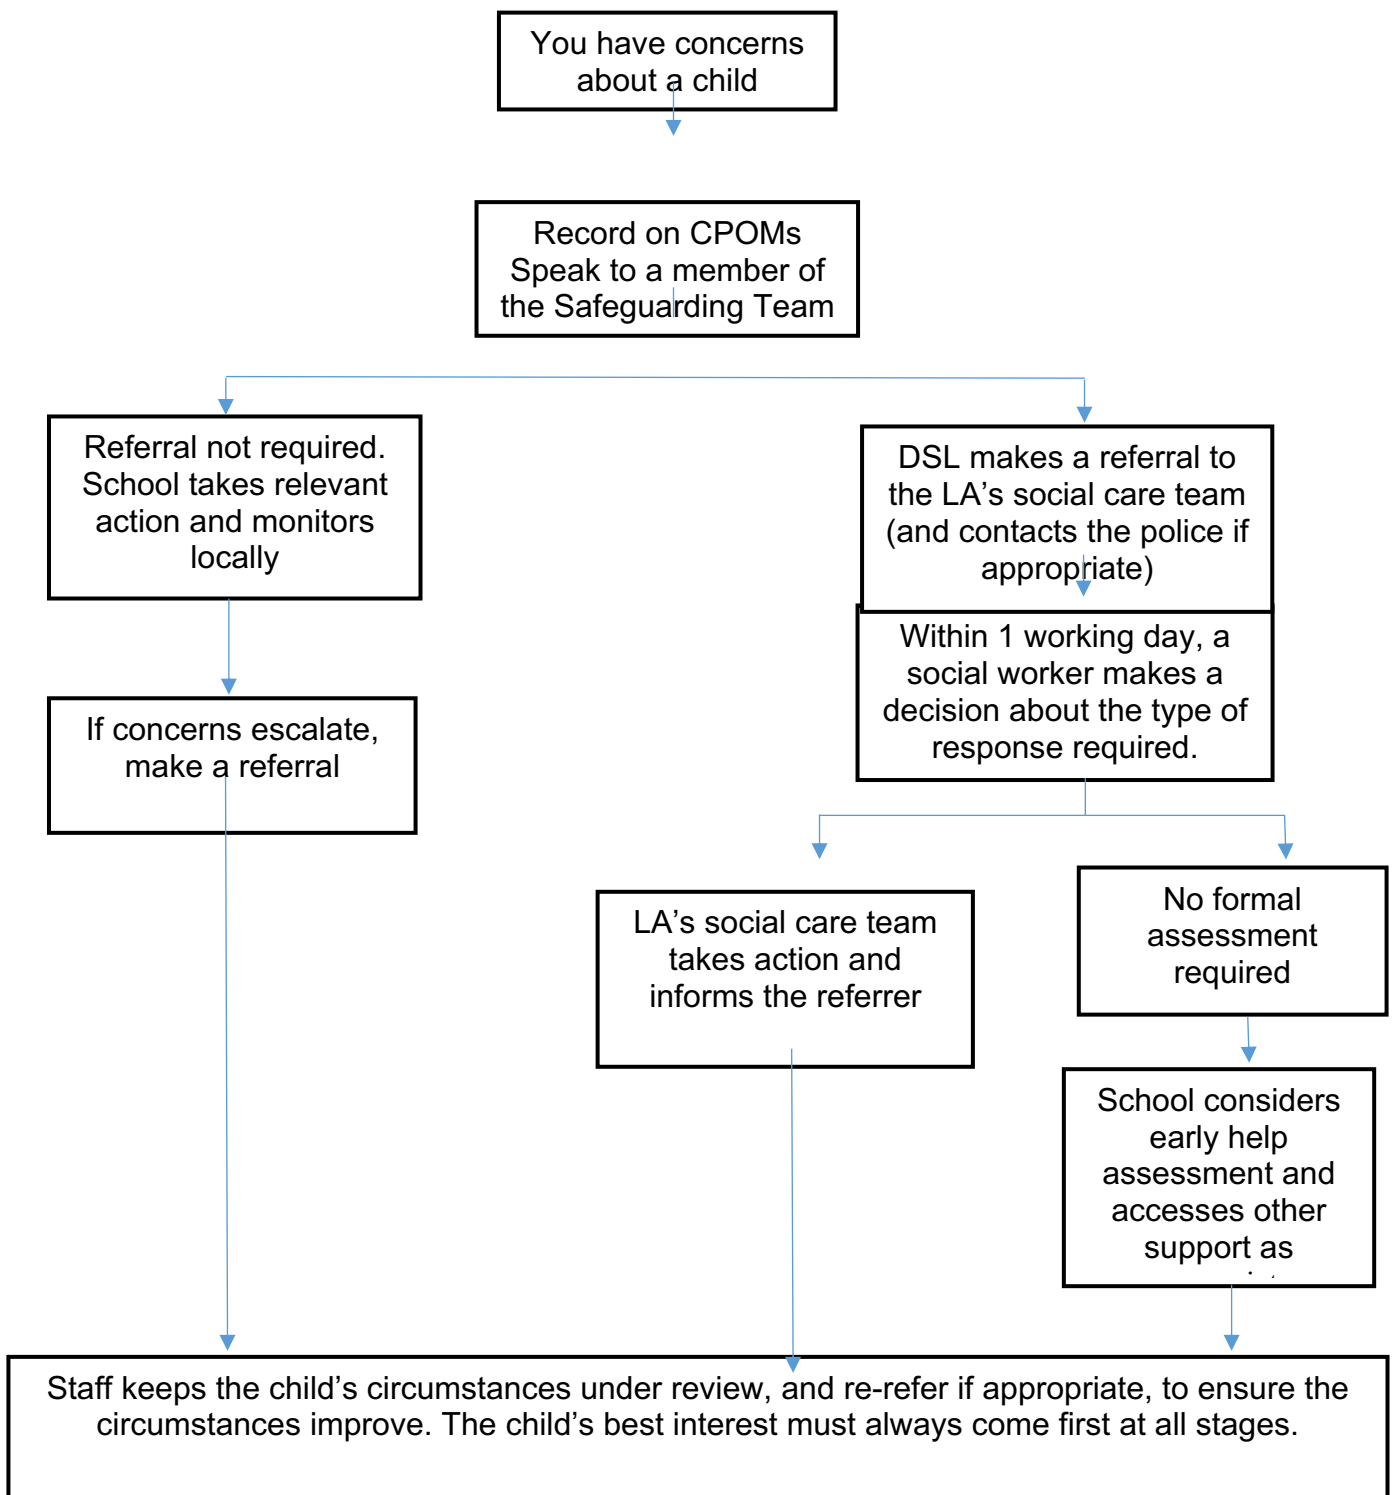 You have concerns
about a child
Record on CPOMs
Speak to a member of
the Safeguarding Team
Referral not required.
School takes relevant
action and monitors
locally
If concerns escalate,
make a referral
DSL makes a referral to
the LA’s social care team
(and contacts the police if
appropriate)
Within 1 working day, a
social worker makes a
decision about the type of
response required.
LA’s social care team
takes action and
informs the referrer
No formal
assessment
required
School considers
early help
assessment and
accesses other
support as
Staff keeps the child’s circumstances under review, and re-refer if appropriate, to ensure the
circumstances improve. The child’s best interest must always come first at all stages.